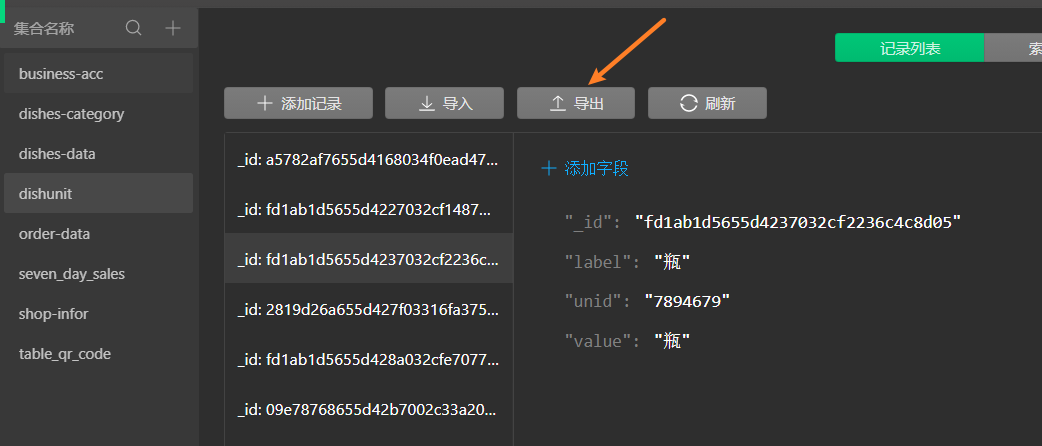 集合名称
business-acc
dishes-category
dishes-data
dishunit
order-data
seven_day_sales
shop-infor
table_qr_code
记录列表
索
添加记录
导入
导出
刷新
_id: a5782af7655d4168034f0ead47...
_id: fd1ab1d5655d4227032cf1487...
_id: fd1ab1d5655d4237032cf2236c...
_id: 2819d26a655d427f03316fa375...
_id: fd1ab1d5655d428a032cfe7077...
_id: 09e78768655d42b7002c33a20...
添加字段
"_id": "fd1ab1d5655d4237032cf2236c4c8d05"
"label": "瓶"
"unid": "7894679"
"value": "瓶"